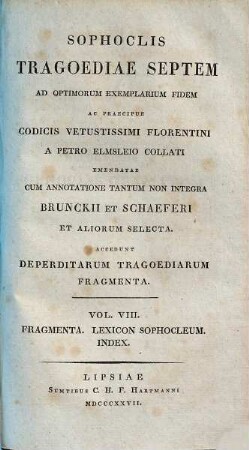 SOPHOCLIS
TRAGOEDIAE SEPTEM
AD OPTIMORUM EXEMPLARIUM FIDEM
AC PRAECIPUE
CODICIS VETUSTISSIMI FLORENTINI
A PETRO ELMSLEIO COLLATI
EMENDATAE
CUM ANNOTATIONE TANTUM NON INTEGRA
BRUNCKII ET SCHAEFERI
ET ALIORUM SELECTA.
ACCEDUNT
DEPERDITARUM TRAGOEDIARUM
FRAGMENTA.
VOL. VIII.
FRAGMENTA. LEXICON SOPHOCLEUM.
INDEX.
LIPSIAE
SUMTIBUS C. H. F. HARTMANNI
MDCCCXXVII.